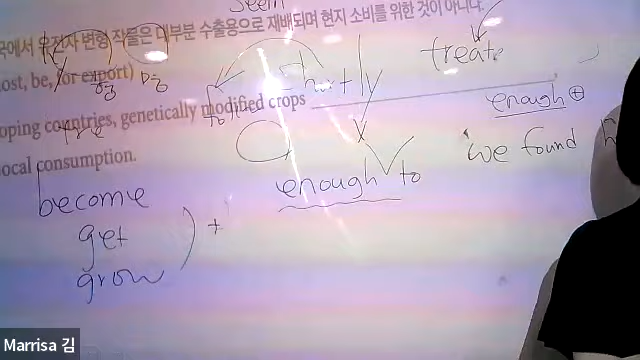 seem
국에서 유전자 변형 작물은 대부분 수출용으로 재배되며 현지 소비를 위한 것이 아니다.
treate
ost, be, for export)
shortly
enough ⊕
oping countries, genetically modified crops
we found h
ocal consumption.
enough to
become
get
grow
) +
Marrisa 김